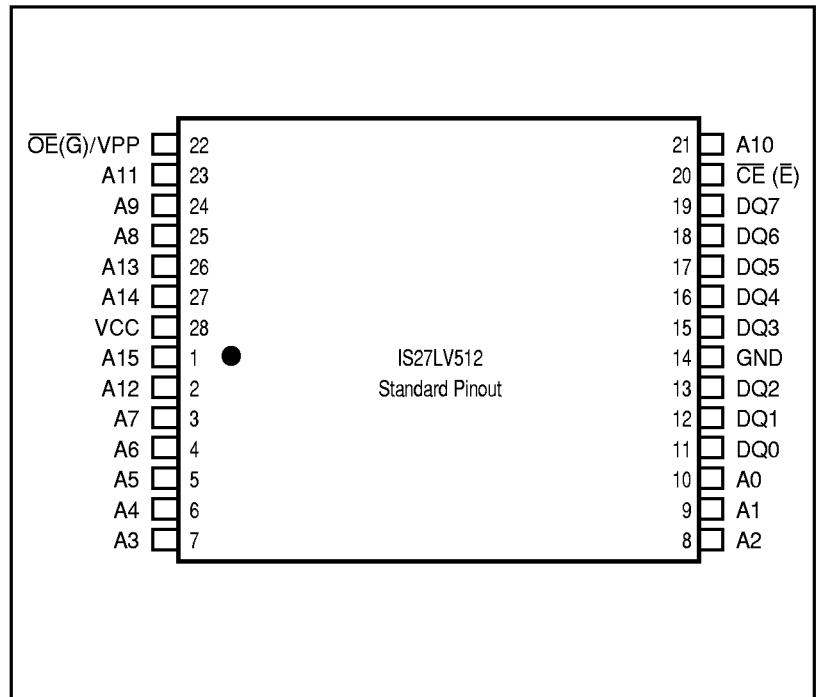 O̅E̅(G̅)/VPP 22 21 A10
A11 23 20 C̅E̅ (E̅)
A9 24 19 DQ7
A8 25 18 DQ6
A13 26 17 DQ5
A14 27 16 DQ4
VCC 28 15 DQ3
A15 1 IS27LV512 14 GND
A12 2 Standard Pinout 13 DQ2
A7 3 12 DQ1
A6 4 11 DQ0
A5 5 10 A0
A4 6 9 A1
A3 7 8 A2